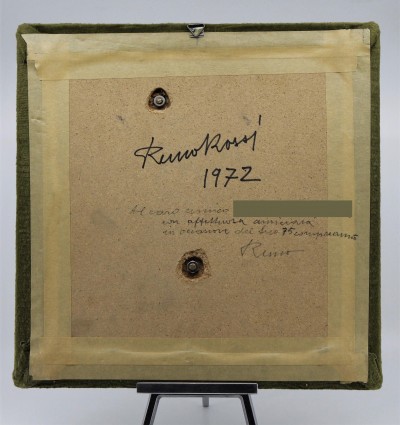 Remo Rossi
1972
Al caro amico
con affettuosa amicizia
in occasione del suo 75 compleanno
Remo